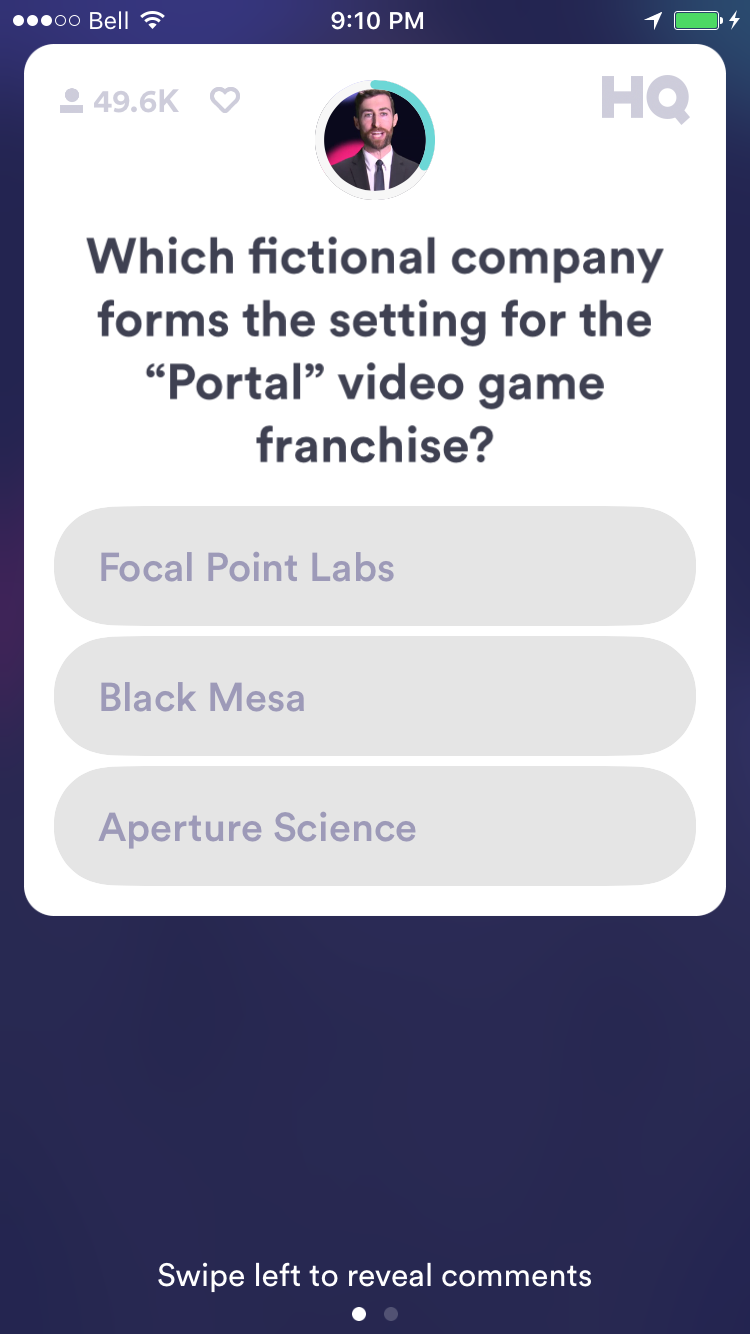 Bell 9:10 PM
49.6K HQ
Which fictional company
forms the setting for the
“Portal” video game
franchise?
Focal Point Labs
Black Mesa
Aperture Science
Swipe left to reveal comments